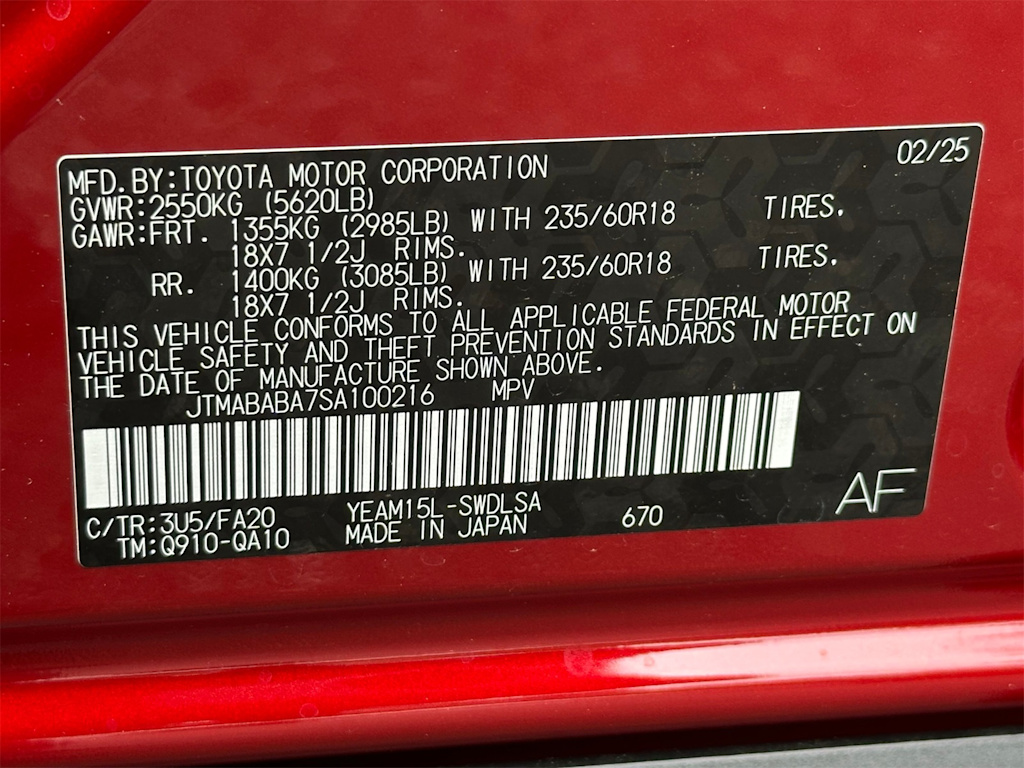 02/25
MFD.BY:TOYOTA MOTOR CORPORATION
GVWR:2550KG (5620LB)
GAWR:FRT. 1355KG (2985LB) WITH 235/60R18 TIRES.
18X7 1/2J RIMS.
RR. 1400KG (3085LB) WITH 235/60R18 TIRES.
18X7 1/2J RIMS.
THIS VEHICLE CONFORMS TO ALL APPLICABLE FEDERAL MOTOR
VEHICLE SAFETY AND THEFT PREVENTION STANDARDS IN EFFECT ON
THE DATE OF MANUFACTURE SHOWN ABOVE.
JTMABABA7SA100216 MPV
C/TR:3U5/FA20 YEAM15L-SWDLSA
TM:Q910-QA10 MADE IN JAPAN 670
AF